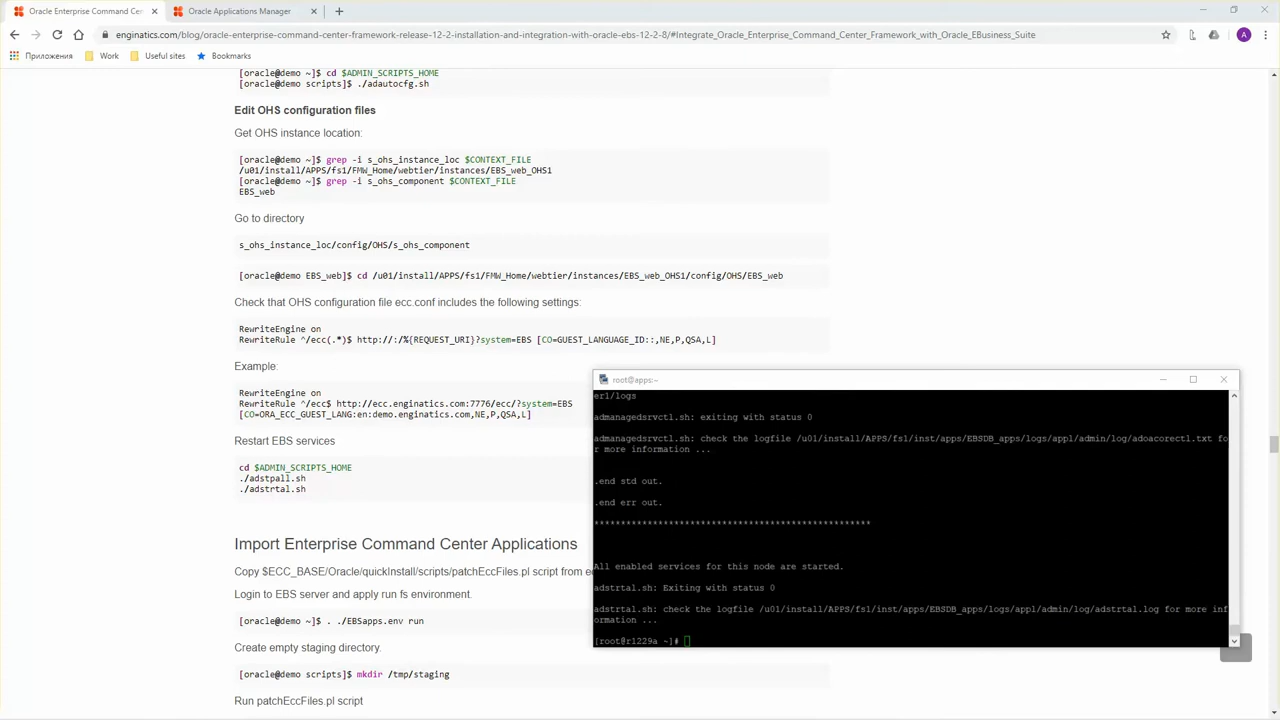 Oracle Enterprise Command Cen
Oracle Applications Manager
enginatics.com/blog/oracle-enterprise-command-center-framework-release-12-2-installation-and-integration-with-oracle-ebs-12-2-8/#Integrate_Oracle_Enterprise_Command_Center_Framework_with_Oracle_EBusiness_Suite
A
Приложения
Work
Useful sites
Bookmarks
[oracle@demo ~]$ cd $ADMIN_SCRIPTS_HOME
[oracle@demo scripts]$ ./adautocfg.sh
Edit OHS configuration files
Get OHS instance location:
[oracle@demo ~]$ grep -i s_ohs_instance_loc $CONTEXT_FILE
/u01/install/APPS/fs1/FMW_Home/webtier/instances/EBS_web_OHS1
[oracle@demo ~]$ grep -i s_ohs_component $CONTEXT_FILE
EBS_web
Go to directory
s_ohs_instance_loc/config/OHS/s_ohs_component
[oracle@demo EBS_web]$ cd /u01/install/APPS/fs1/FMW_Home/webtier/instances/EBS_web_OHS1/config/OHS/EBS_web
Check that OHS configuration file ecc.conf includes the following settings:
RewriteEngine on
RewriteRule ^/ecc(.*)$ http://:/%{REQUEST_URI}?system=EBS [CO=GUEST_LANGUAGE_ID::,NE,P,QSA,L]
Example:
RewriteEngine on
RewriteRule ^/ecc$ http://ecc.enginatics.com:7776/ecc/?system=EBS
[CO=ORA_ECC_GUEST_LANG:en:demo.enginatics.com,NE,P,QSA,L]
Restart EBS services
cd $ADMIN_SCRIPTS_HOME
./adstpall.sh
./adstrtal.sh
Import Enterprise Command Center Applications
Copy $ECC_BASE/Oracle/quickInstall/scripts/patchEccFiles.pl script from
Login to EBS server and apply run fs environment.
. ./EBSapps.env run
Create empty staging directory.
[oracle@demo scripts]$ mkdir /tmp/staging
Run patchEccFiles.pl script
root@apps:~
er1/logs
admanagedsrvctl.sh: exiting with status 0
admanagedsrvctl.sh: check the logfile /u01/install/APPS/fs1/inst/apps/EBSDB_apps/logs/appl/admin/log/adoacorectl.txt fo
r more information ...
.end std out.
.end err out.
****************************************************
All enabled services for this node are started.
adstrtal.sh: Exiting with status 0
adstrtal.sh: check the logfile /u01/install/APPS/fs1/inst/apps/EBSDB_apps/logs/appl/admin/log/adstrtal.log for more inf
ormation ...
[root@r1229a ~]#